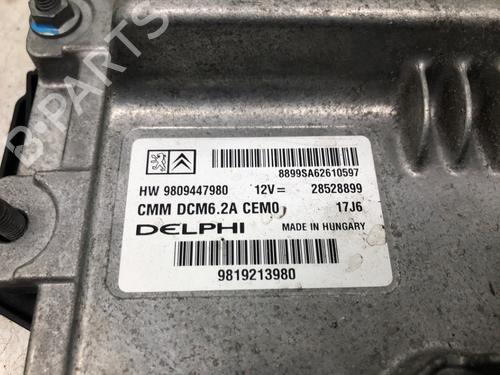 8899SA62610597
HW 9809447980 12V= 28528899
CMM DCM6.2A CEM0 17J6
DELPHI MADE IN HUNGARY
9819213980
B-PARTS